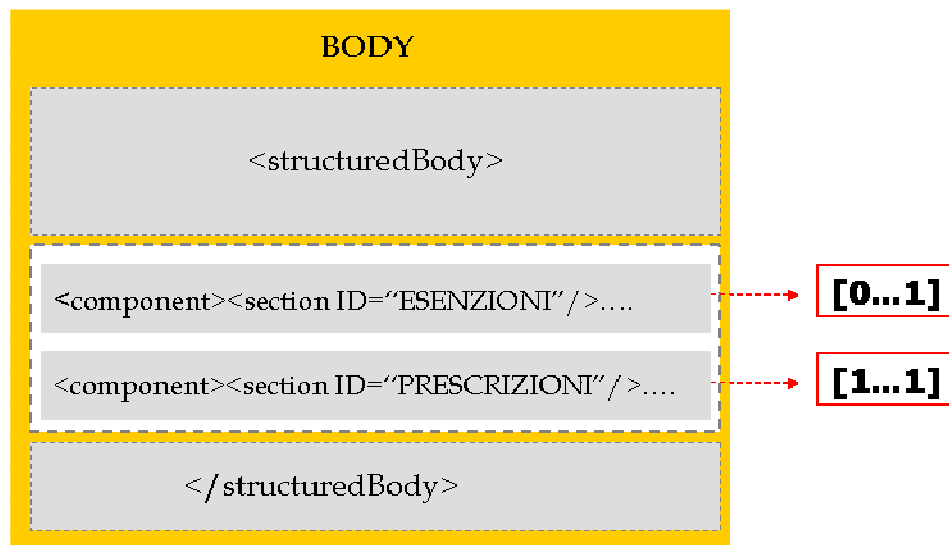 BODY
<structuredBody>
<component><section ID=“ESENZIONI”/>.... [0...1]
<component><section ID=“PRESCRIZIONI”/>.... [1...1]
</structuredBody>